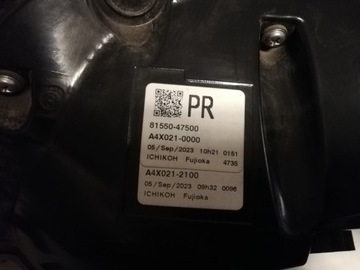 PR
81550-47500
A4X021-0000
05/Sep/2023 10h21 0151
ICHIKOH Fujioka 4735
A4X021-2100
05/Sep/2023 09h32 0096
ICHIKOH Fujioka